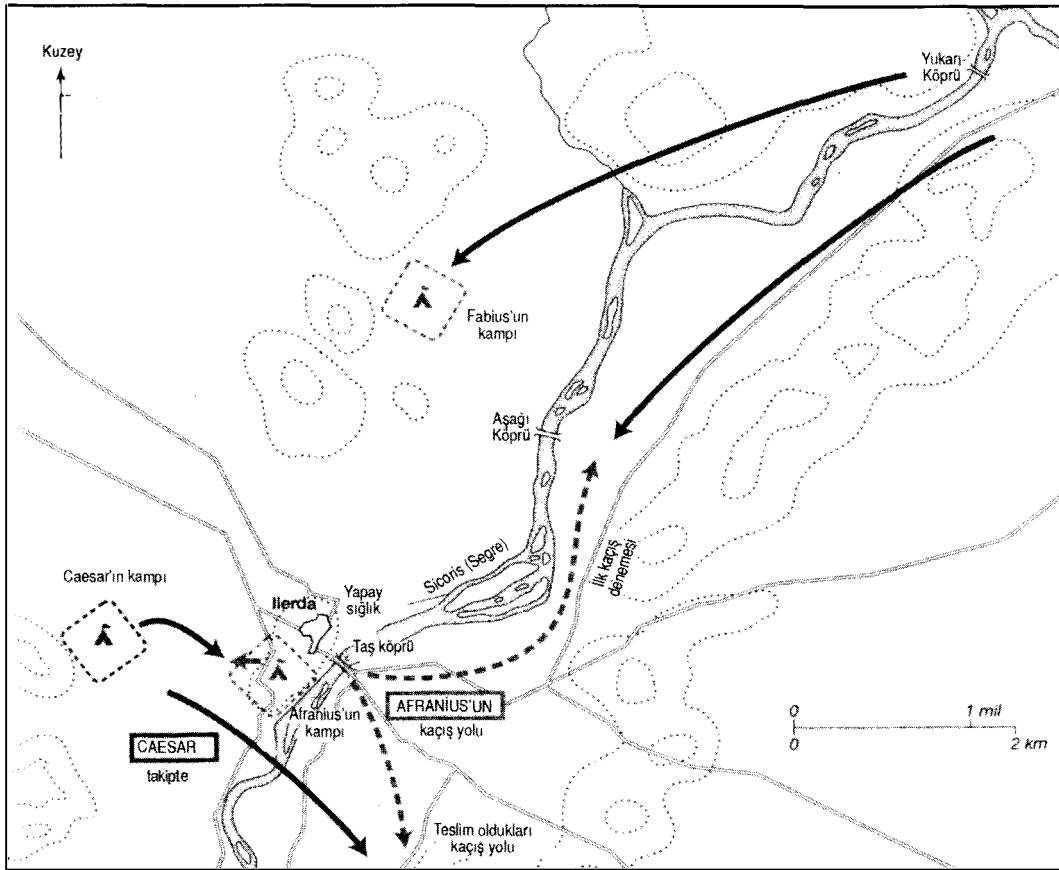 Kuzey
Yukarı
Köprü
Fabius'un
kampı
Aşağı
Köprü
Sicoris (Segre)
İlk kaçış
denemesi
Caesar'ın kampı
Ilerda
Yapay
sığlık
Taş köprü
Afranius'un
kampı
AFRANİUS'UN
kaçış yolu
CAESAR
takipte
Teslim oldukları
kaçış yolu
0 1 mil
0 2 km